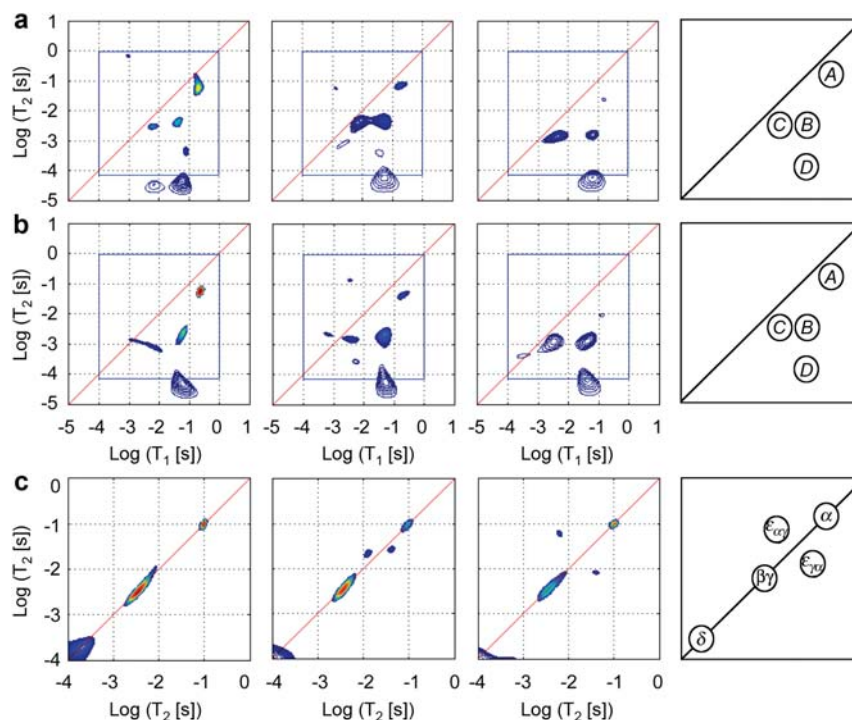 a
1
0
-1
-2
-3
-4
-5
Log (T2 [s])
A
C B
D
b
1
0
-1
-2
-3
-4
-5
Log (T2 [s])
A
C B
D
-5 -4 -3 -2 -1 0 1 -5 -4 -3 -2 -1 0 1 -5 -4 -3 -2 -1 0 1
Log (T1 [s]) Log (T1 [s]) Log (T1 [s])
c
0
-1
-2
-3
-4
Log (T2 [s])
α
εαγ
εγα
βγ
δ
-4 -3 -2 -1 0 -4 -3 -2 -1 0 -4 -3 -2 -1 0
Log (T2 [s]) Log (T2 [s]) Log (T2 [s])